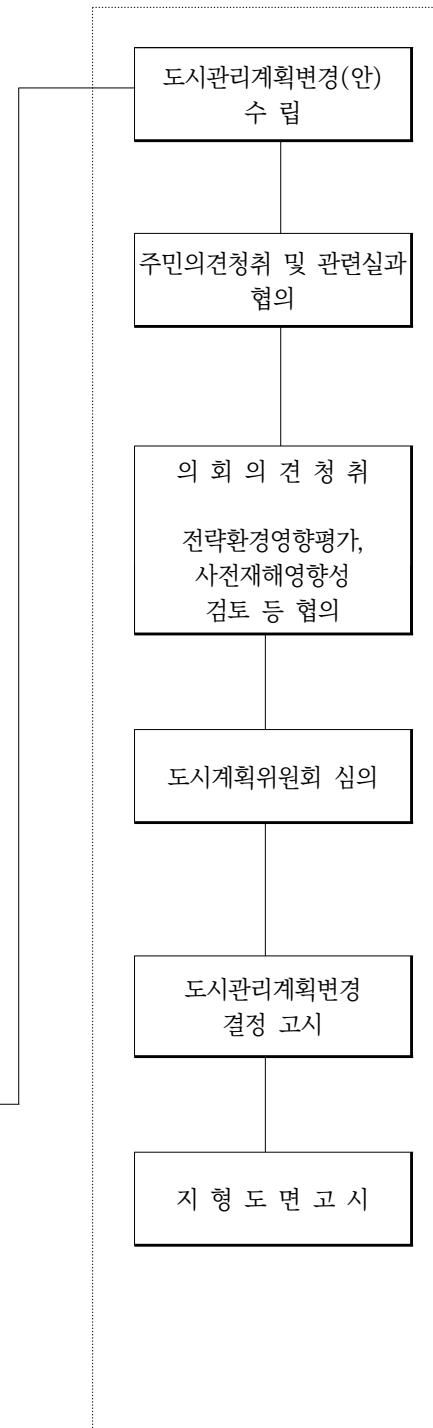 도시관리계획변경(안)
수 립
주민의견청취 및 관련실과
협의
의 회 의 견 청 취
전략환경영향평가,
사전재해영향성
검토 등 협의
도시계획위원회 심의
도시관리계획변경
결정 고시
지 형 도 면 고 시